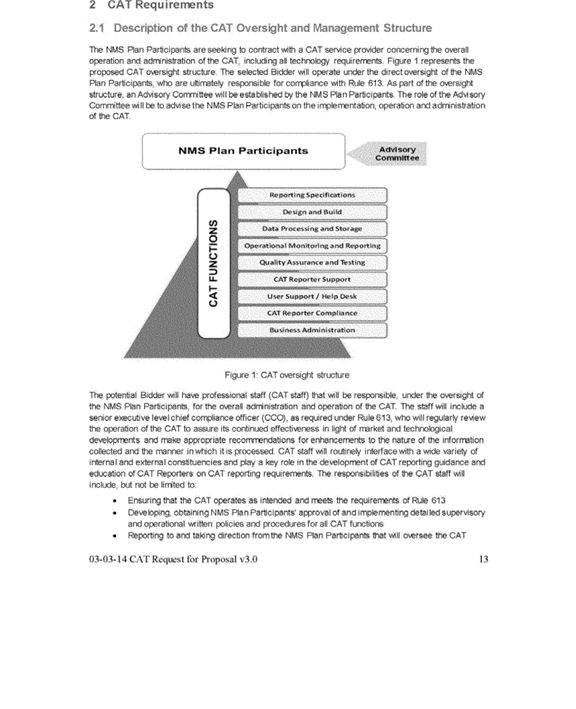 2 CAT Requirements
2.1 Description of the CAT Oversight and Management Structure
The NMS Plan Participants are seeking to contract with a CAT service provider concerning the overall
operation and administration of the CAT, including all technology requirements. Figure 1 represents the
proposed CAT oversight structure. The selected Bidder will operate under the direct oversight of the NMS
Plan Participants, who are ultimately responsible for compliance with Rule 613. As part of the oversight
structure, an Advisory Committee will be established by the NMS Plan Participants. The role of the Advisory
Committee will be to advise the NMS Plan Participants on the implementation, operation and administration
of the CAT.
NMS Plan Participants
Advisory
Committee
CAT FUNCTIONS
Reporting Specifications
Design and Build
Data Processing and Storage
Operational Monitoring and Reporting
Quality Assurance and Testing
CAT Reporter Support
User Support / Help Desk
CAT Reporter Compliance
Business Administration
Figure 1: CAT oversight structure
The potential Bidder will have professional staff (CAT staff) that will be responsible, under the oversight of
the NMS Plan Participants, for the overall administration and operation of the CAT. The staff will include a
senior executive level chief compliance officer (CCO), as required under Rule 613, who will regularly review
the operation of the CAT to assure its continued effectiveness in light of market and technological
developments and make appropriate recommendations for enhancements to the nature of the information
collected and the manner in which it is processed. CAT staff will routinely interface with a wide variety of
internal and external constituencies and play a key role in the development of CAT reporting guidance and
education of CAT Reporters on CAT reporting requirements. The responsibilities of the CAT staff will
include, but not be limited to:
• Ensuring that the CAT operates as intended and meets the requirements of Rule 613
• Developing, obtaining NMS Plan Participants' approval of and implementing detailed supervisory
and operational written policies and procedures for all CAT functions
• Reporting to and taking direction from the NMS Plan Participants that will oversee the CAT
03-03-14 CAT Request for Proposal v3.0 13